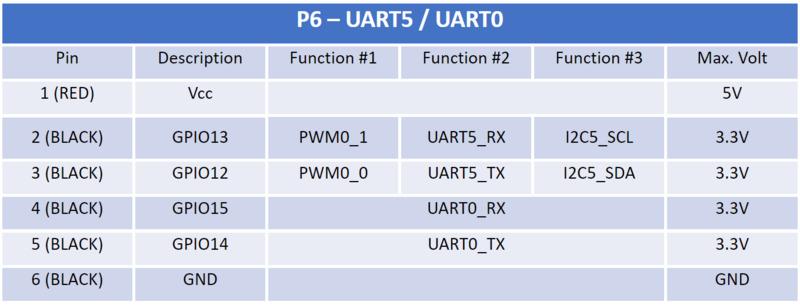 P6 – UART5 / UART0
Pin Description Function #1 Function #2 Function #3 Max. Volt
1 (RED) Vcc 5V
2 (BLACK) GPIO13 PWM0_1 UART5_RX I2C5_SCL 3.3V
3 (BLACK) GPIO12 PWM0_0 UART5_TX I2C5_SDA 3.3V
4 (BLACK) GPIO15 UART0_RX 3.3V
5 (BLACK) GPIO14 UART0_TX 3.3V
6 (BLACK) GND GND